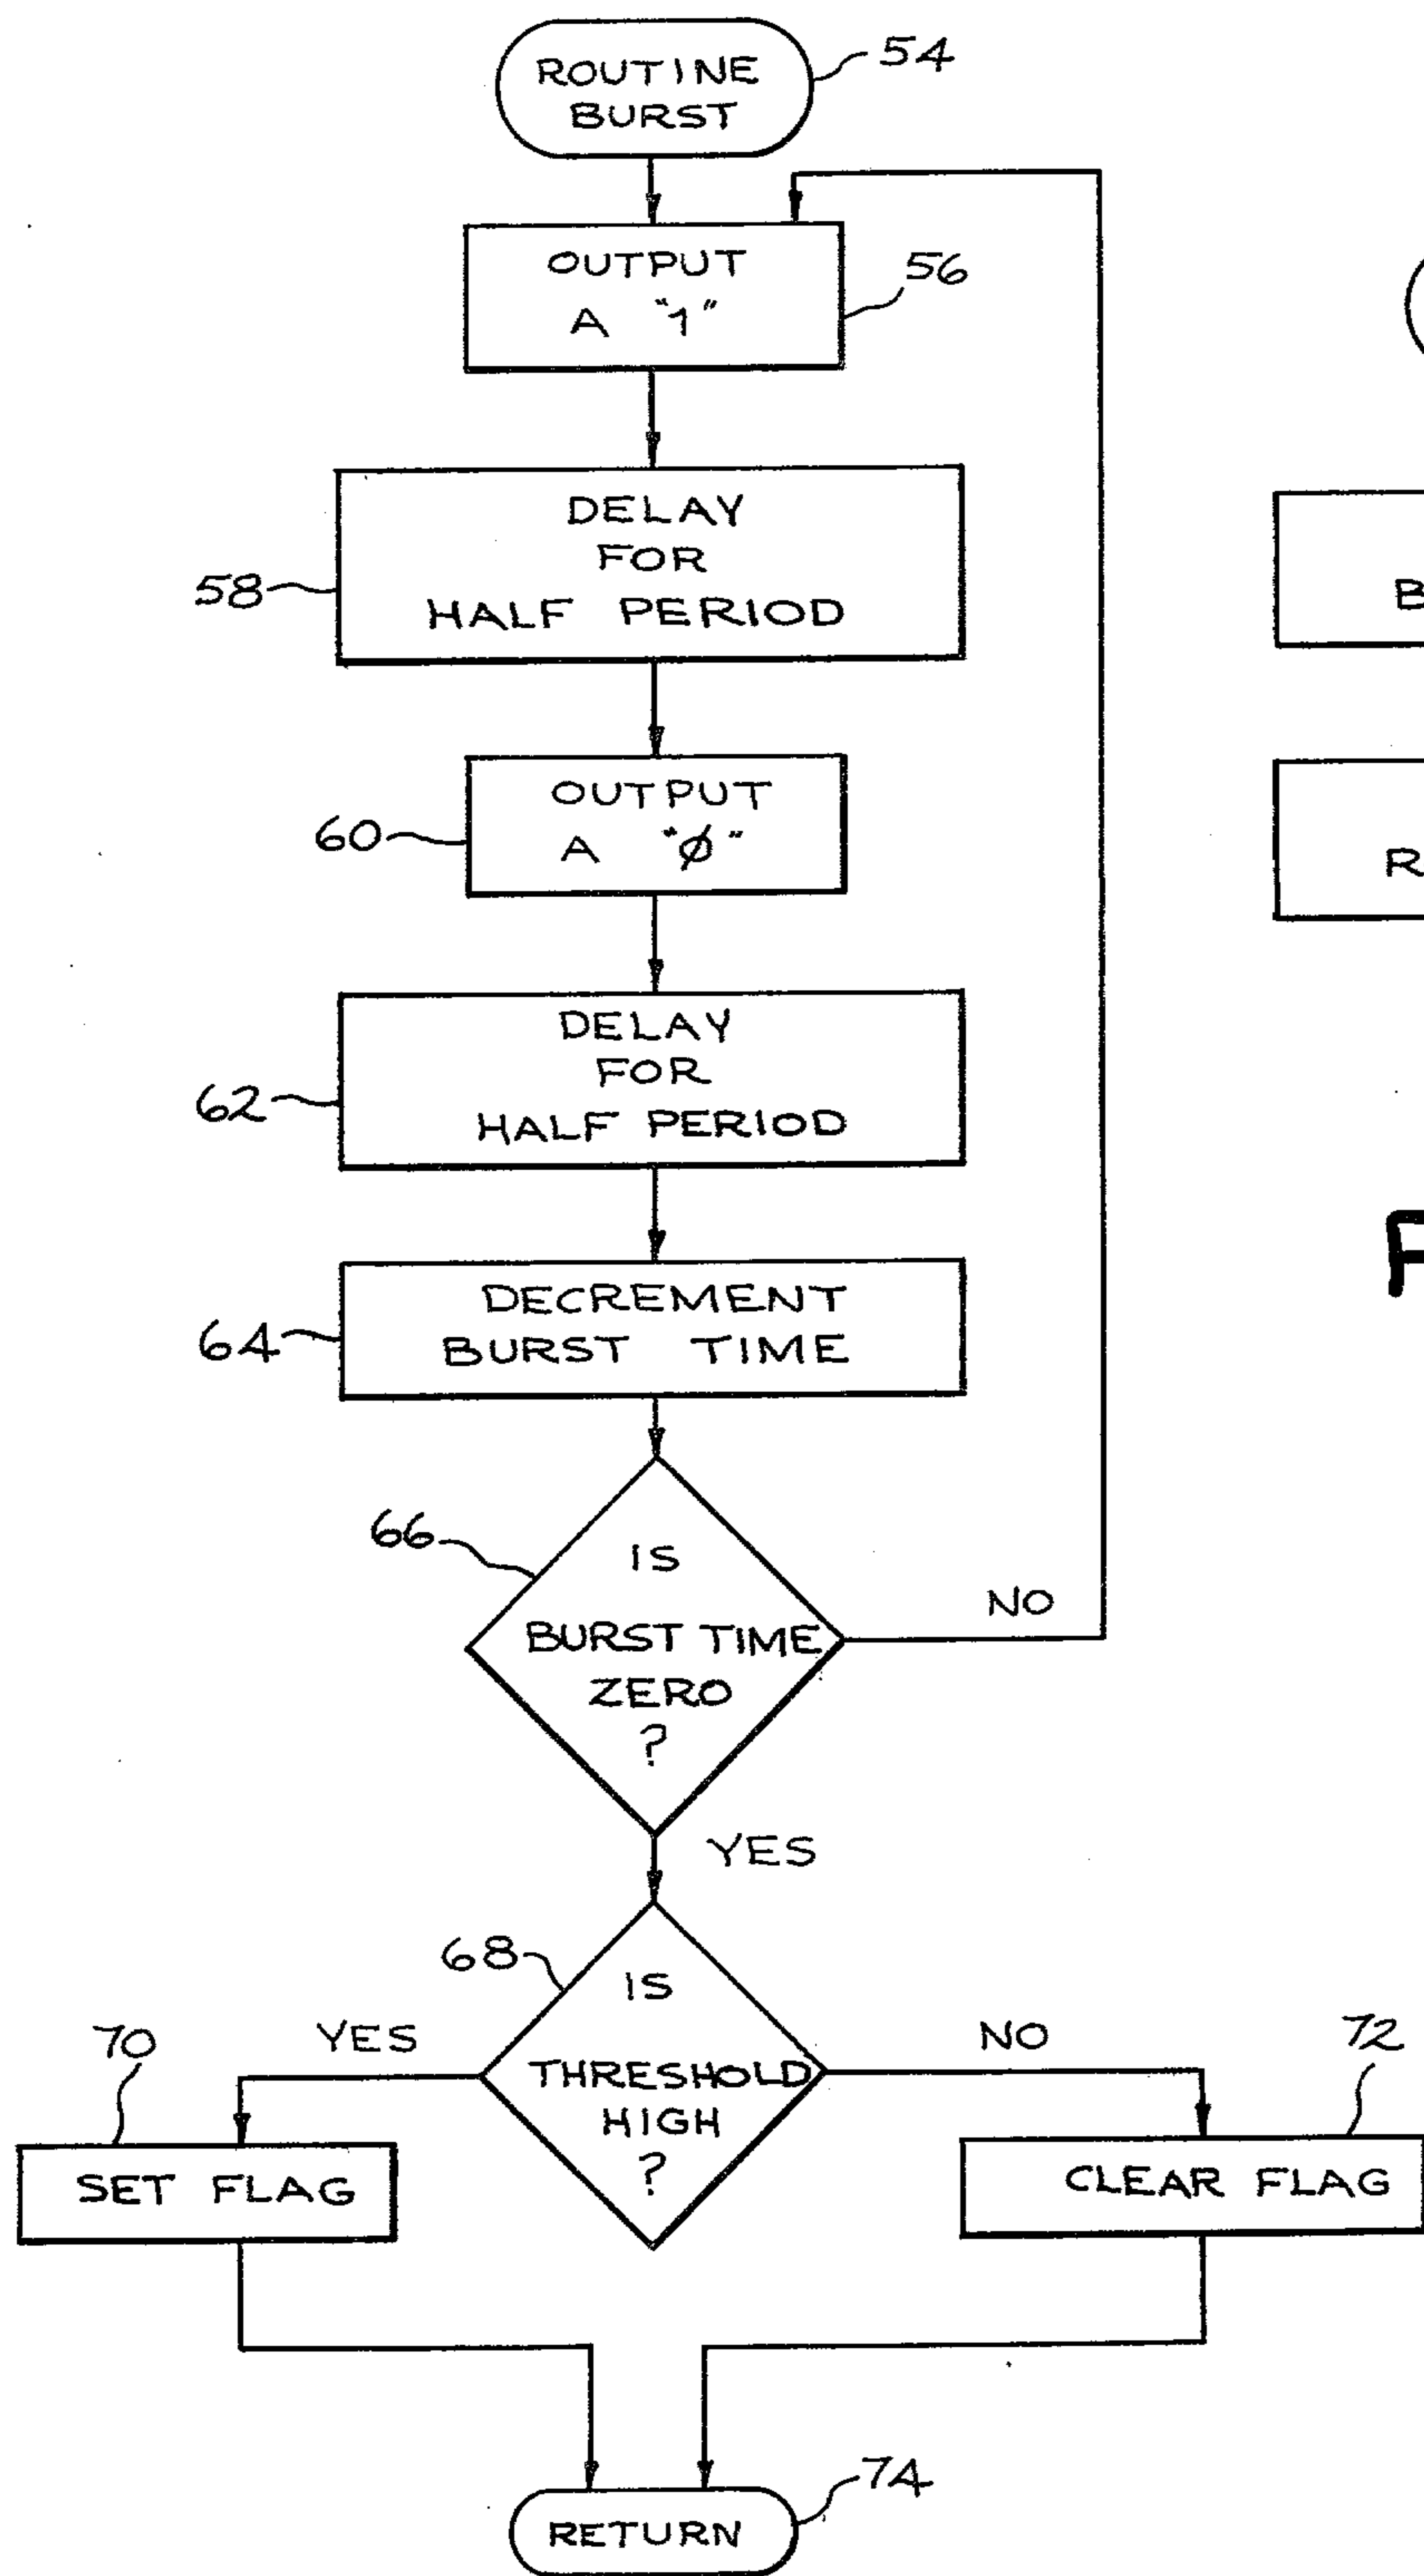 ROUTINE
BURST
54
OUTPUT
A "1"
56
DELAY
FOR
HALF PERIOD
58
B
OUTPUT
A "Ø"
60
R
DELAY
FOR
HALF PERIOD
62
DECREMENT
BURST TIME
64
66
IS
BURST TIME
ZERO
?
NO
YES
68
IS
THRESHOLD
HIGH
?
YES
NO
70
72
SET FLAG
CLEAR FLAG
74
RETURN